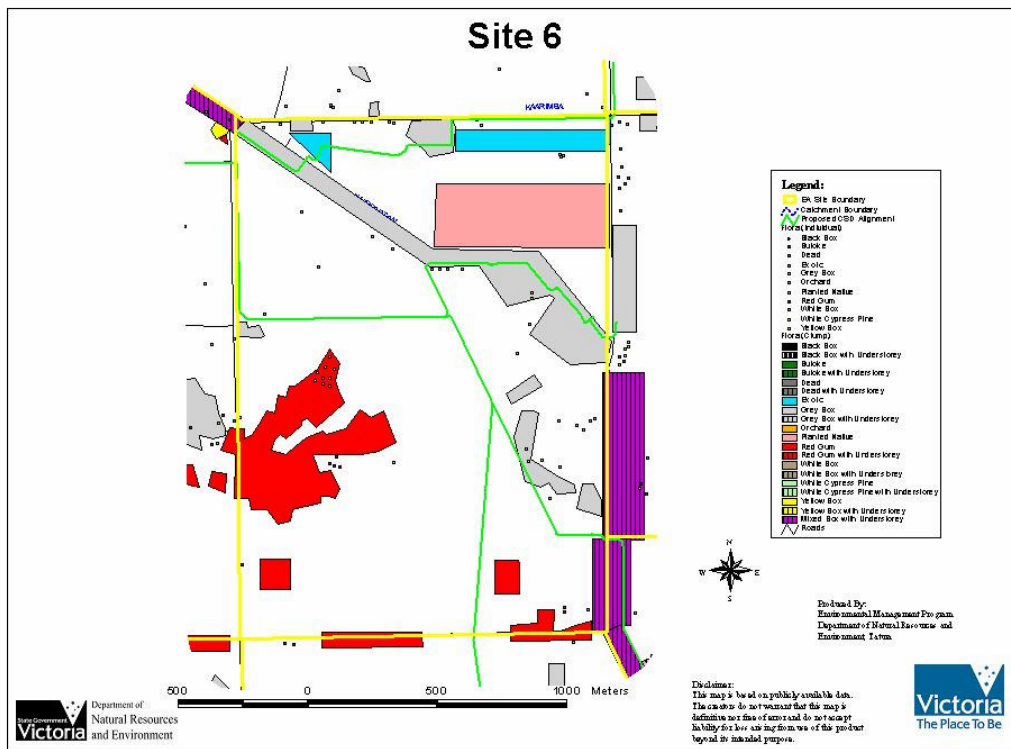 Site 6
KAARIMBA
Legend:
EA Site Boundary
Catchment Boundary
Proposed CSD Alignment
Flora(Individual)
Black Box
Buloke
Dead
Exotic
Grey Box
Orchard
Planted Native
Red Gum
White Box
White Cypress Pine
Yellow Box
Flora(Clump)
Black Box
Black Box with Understorey
Buloke
Buloke with Understorey
Dead
Dead with Understorey
Exotic
Grey Box
Grey Box with Understorey
Orchard
Planted Native
Red Gum
Red Gum with Understorey
White Box
White Box with Understorey
White Cypress Pine
White Cypress Pine with Understorey
Yellow Box
Yellow Box with Understorey
Mixed Box with Understorey
Roads
N
W E
S
Produced By:
Environmental Management Program
Department of Natural Resources and
Environment, Tatura
500 0 500 1000 Meters
Disclaimer:
This map is based on publicly available data.
The creators do not warrant that this map is
definitive nor free of error and do not accept
liability for loss arising from use of this product
beyond its intended purpose.
State Government
Victoria
Department of
Natural Resources
and Environment
Victoria
The Place To Be